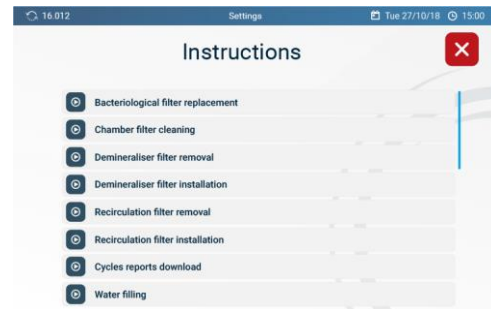 16.012 Settings Tue 27/10/18 15:00
Instructions
Bacteriological filter replacement
Chamber filter cleaning
Demineraliser filter removal
Demineraliser filter installation
Recirculation filter removal
Recirculation filter installation
Cycles reports download
Water filling